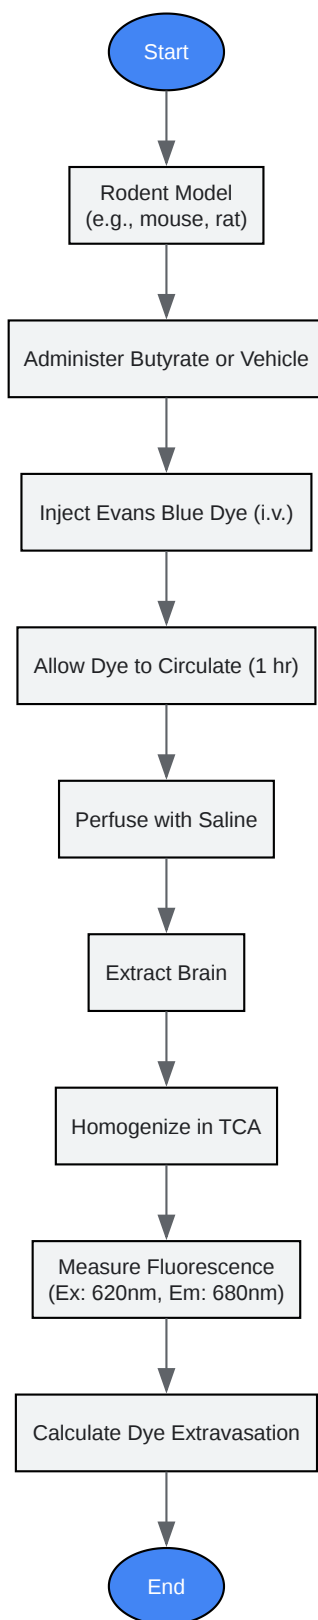 Start
Rodent Model
(e.g., mouse, rat)
Administer Butyrate or Vehicle
Inject Evans Blue Dye (i.v.)
Allow Dye to Circulate (1 hr)
Perfuse with Saline
Extract Brain
Homogenize in TCA
Measure Fluorescence
(Ex: 620nm, Em: 680nm)
Calculate Dye Extravasation
End